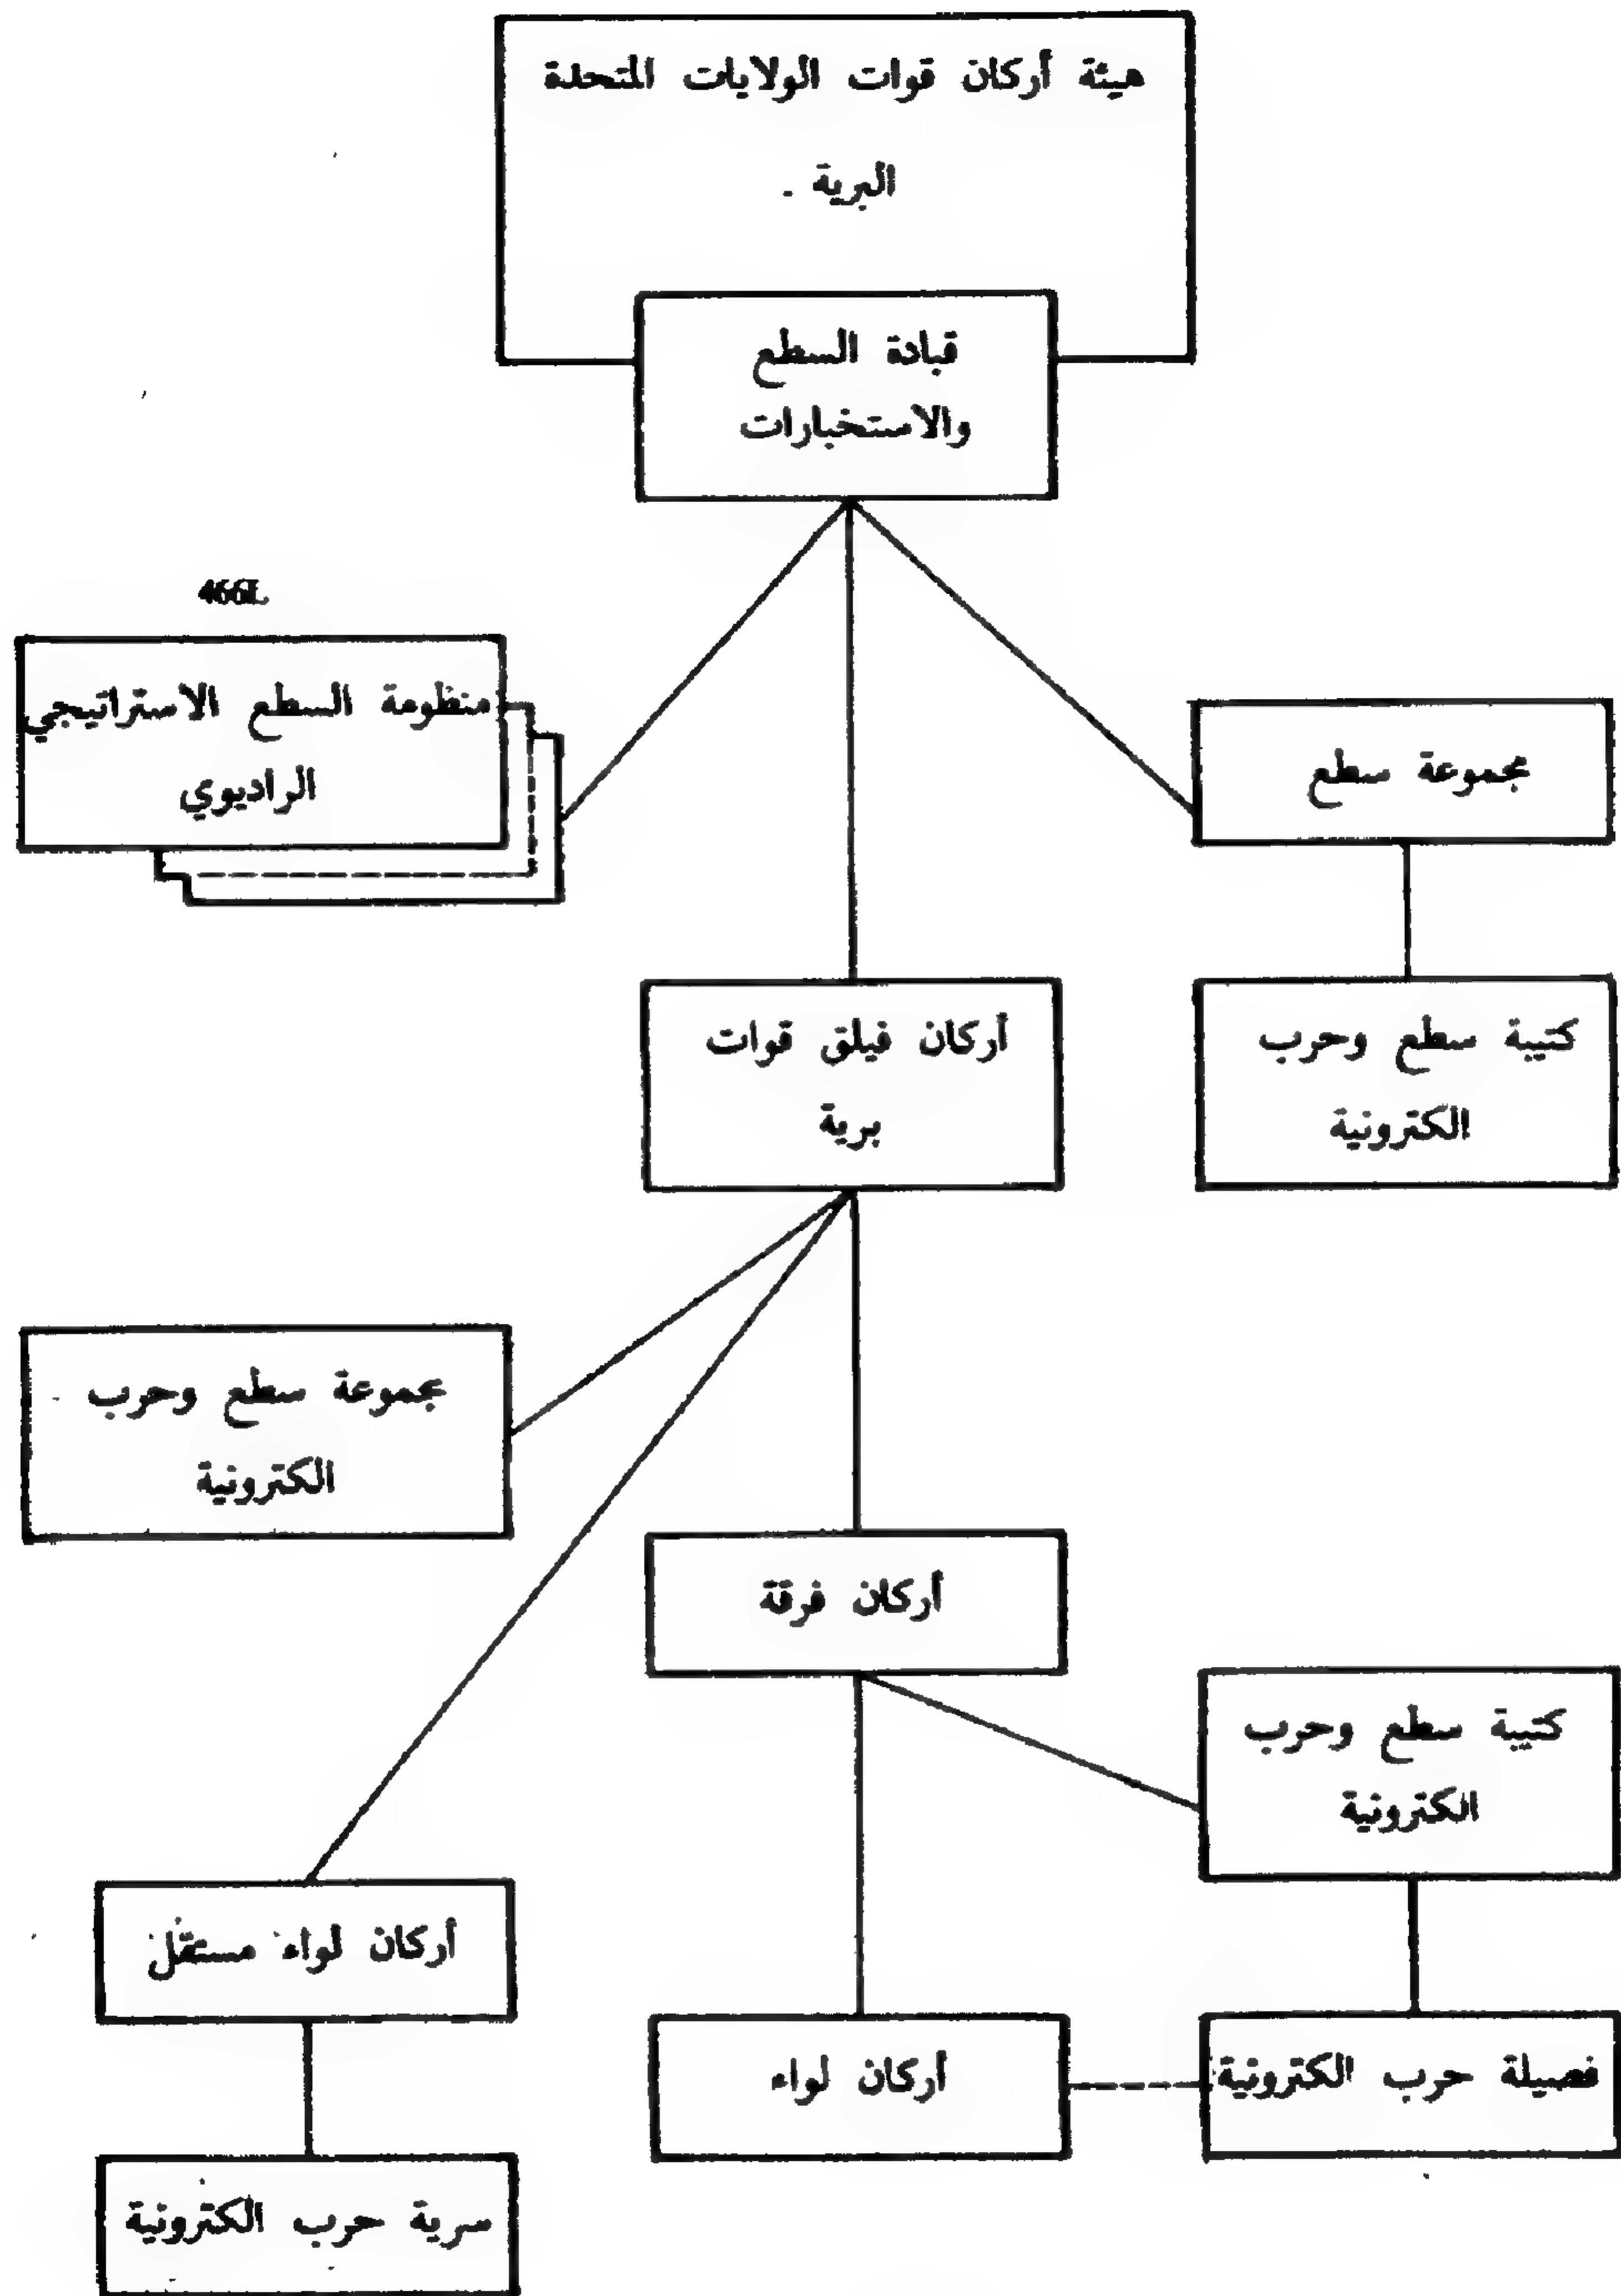 هيئة أركان قوات الولايات المتحدة
البرية .
قيادة السطع
والاستخبارات
466L
منظومة السطع الاستراتيجي
الراديوي
مجموعة سطع
أركان فيلق قوات
برية
كتيبة سطع وحرب
الكترونية
مجموعة سطع وحرب
الكترونية
أركان فرقة
كتيبة سطع وحرب
الكترونية
أركان لواء مستقل
أركان لواء
فصيلة حرب الكترونية
سرية حرب الكترونية